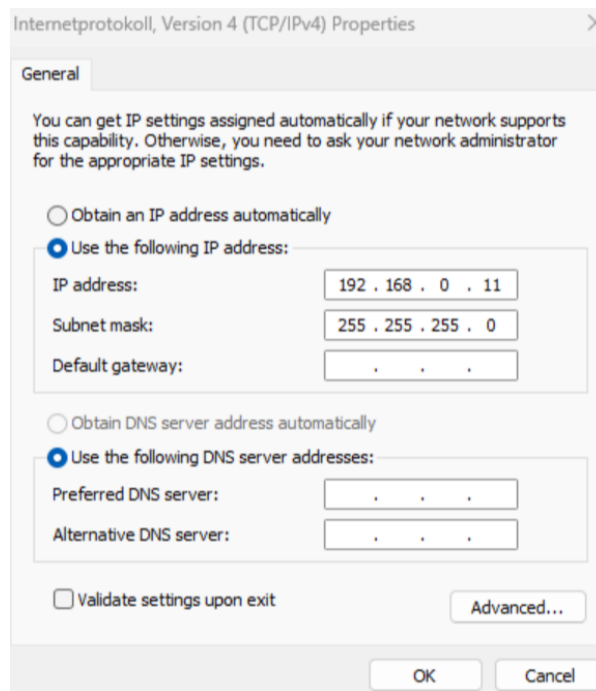 Internetprotokoll, Version 4 (TCP/IPv4) Properties
General
You can get IP settings assigned automatically if your network supports
this capability. Otherwise, you need to ask your network administrator
for the appropriate IP settings.
Obtain an IP address automatically
Use the following IP address:
IP address: 192 . 168 . 0 . 11
Subnet mask: 255 . 255 . 255 . 0
Default gateway: . . .
Obtain DNS server address automatically
Use the following DNS server addresses:
Preferred DNS server: . . .
Alternative DNS server: . . .
Validate settings upon exit
Advanced...
OK Cancel